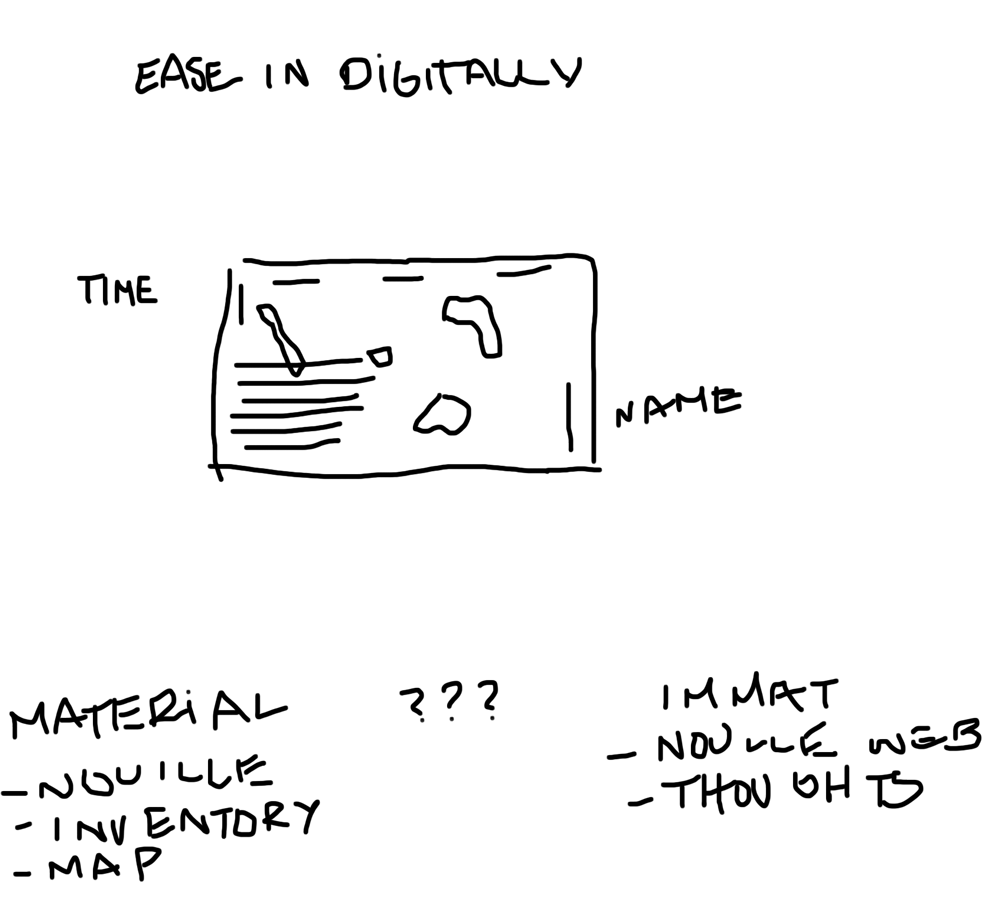 EASE IN DIGITALLY
TIME
NAME
MATERIAL
- NOUILLE
- INVENTORY
- MAP
???
IMMAT
- NOUILLE WEB
- THOUGHTS